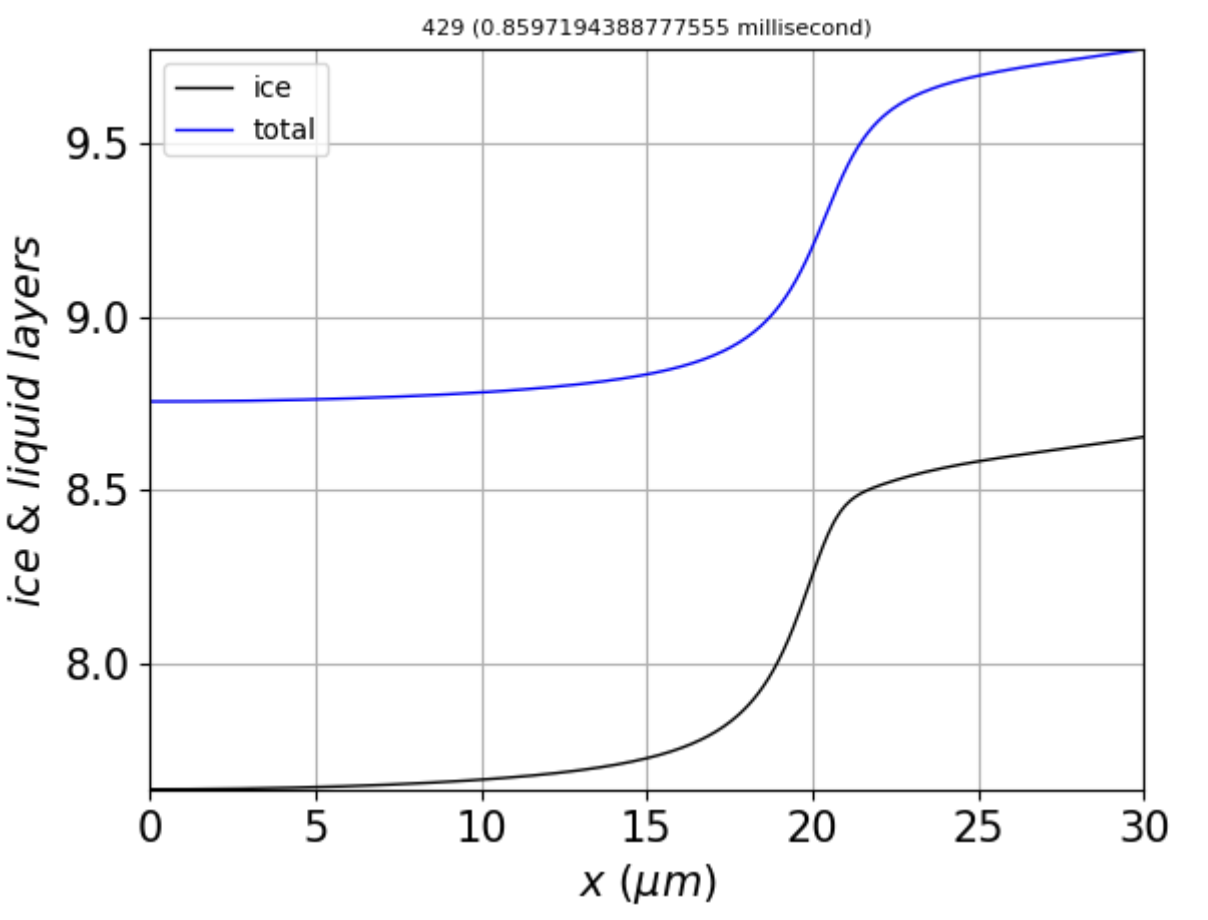 429 (0.8597194388777555 millisecond)
ice
total
ice & liquid layers
9.5
9.0
8.5
8.0
0 5 10 15 20 25 30
x (μm)